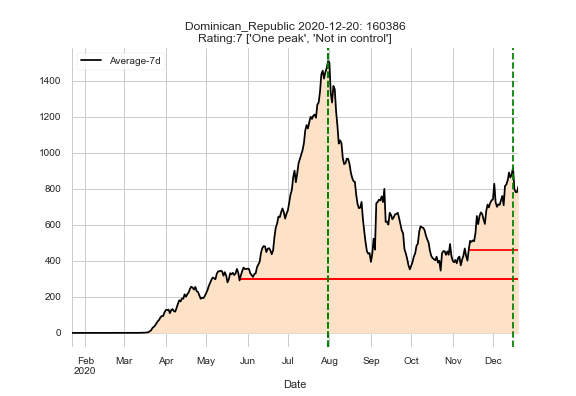 Dominican_Republic 2020-12-20: 160386
Rating:7 ['One peak', 'Not in control']
Average-7d
1400
1200
1000
800
600
400
200
0
Feb Mar Apr May Jun Jul Aug Sep Oct Nov Dec
2020
Date